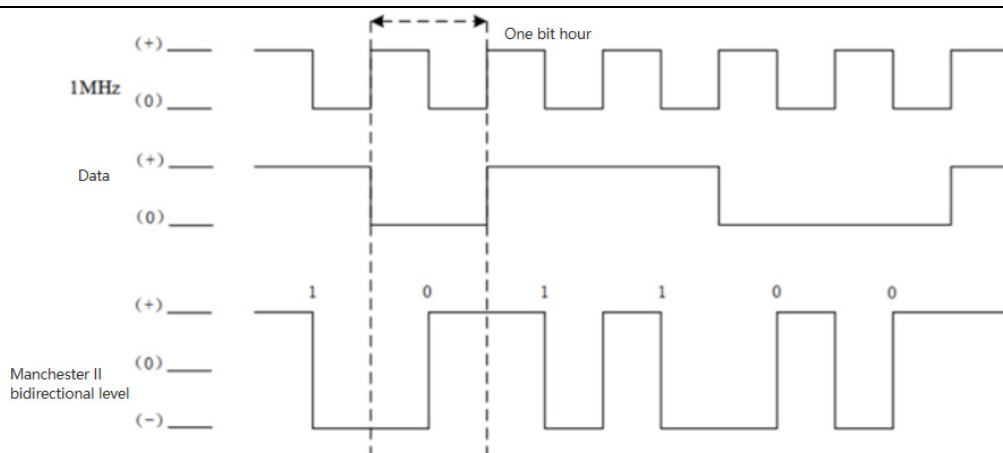 (+)
One bit hour
1MHz
(0)
(+)
Data
(0)
1 0 1 1 0 0
(+)
(0)
Manchester II
bidirectional level
(-)